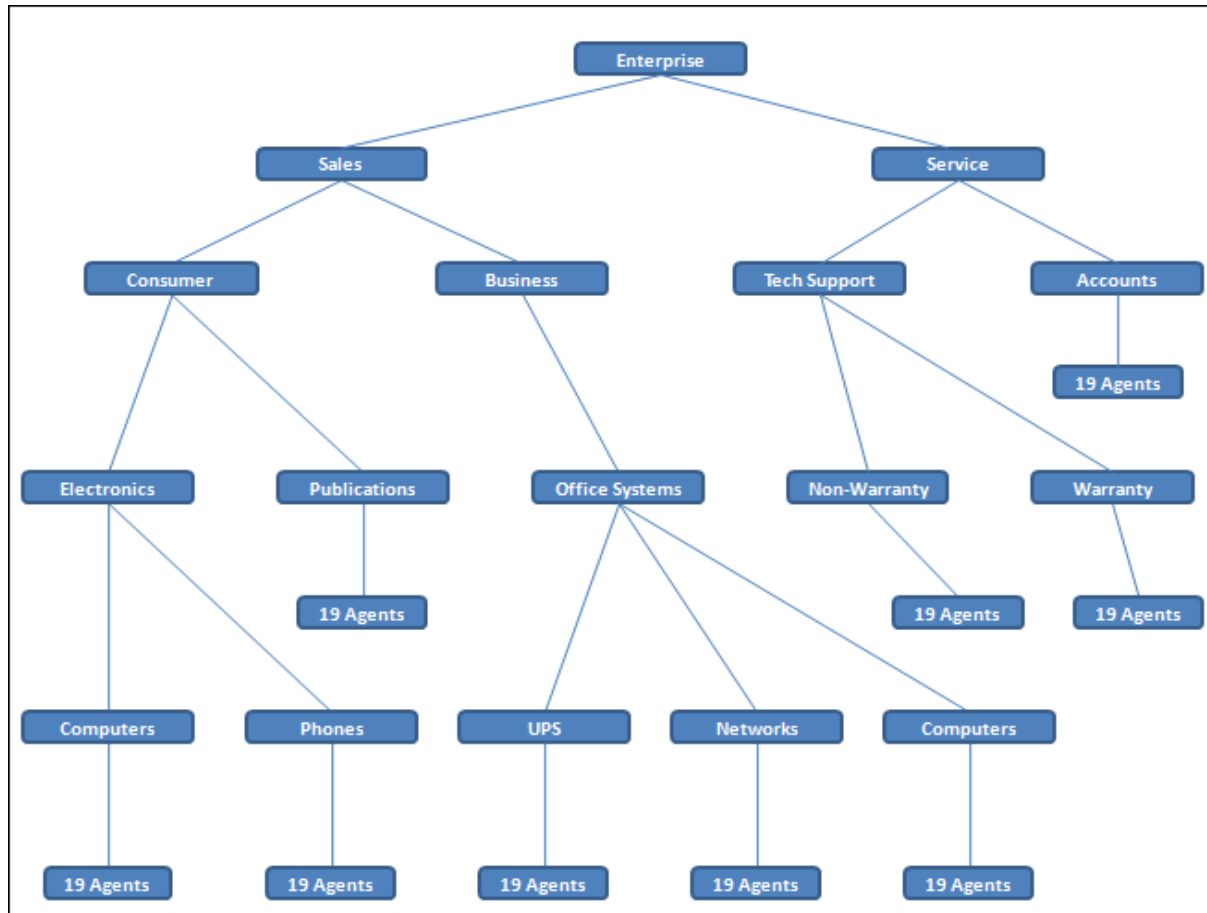 Enterprise
Sales
Service
Consumer
Business
Tech Support
Accounts
19 Agents
Electronics
Publications
Office Systems
Non-Warranty
Warranty
19 Agents
19 Agents
19 Agents
Computers
Phones
UPS
Networks
Computers
19 Agents
19 Agents
19 Agents
19 Agents
19 Agents